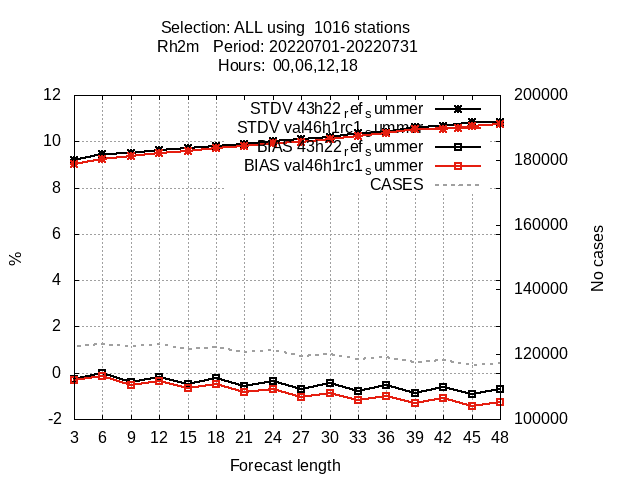 Selection: ALL using  1016 stations
Rh2m   Period: 20220701-20220731
Hours:  00,06,12,18
12
10
8
6
4
2
0
-2
%
200000
180000
160000
140000
120000
100000
No cases
STDV 43h22_ref_summer
STDV val46h1rc1_summer
BIAS 43h22_ref_summer
BIAS val46h1rc1_summer
CASES
3 6 9 12 15 18 21 24 27 30 33 36 39 42 45 48
Forecast length